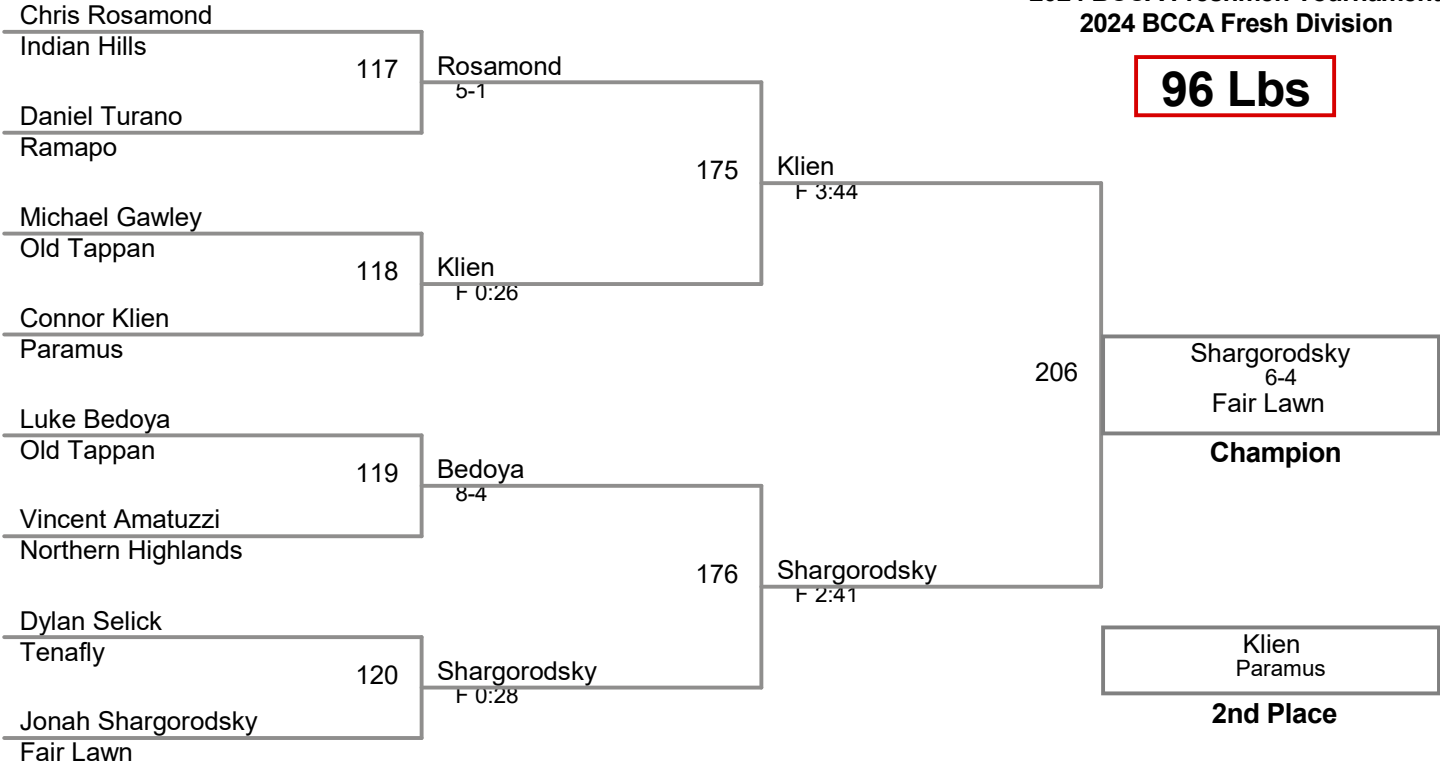 2024 BCCA Fresh Division
96 Lbs
Chris Rosamond
Indian Hills
117
Rosamond
5-1
Daniel Turano
Ramapo
175
Klien
F 3:44
Michael Gawley
Old Tappan
118
Klien
F 0:26
Connor Klien
Paramus
206
Shargorodsky
6-4
Fair Lawn
Champion
Luke Bedoya
Old Tappan
119
Bedoya
8-4
Vincent Amatuzzi
Northern Highlands
176
Shargorodsky
F 2:41
Dylan Selick
Tenafly
120
Shargorodsky
F 0:28
Jonah Shargorodsky
Fair Lawn
Klien
Paramus
2nd Place